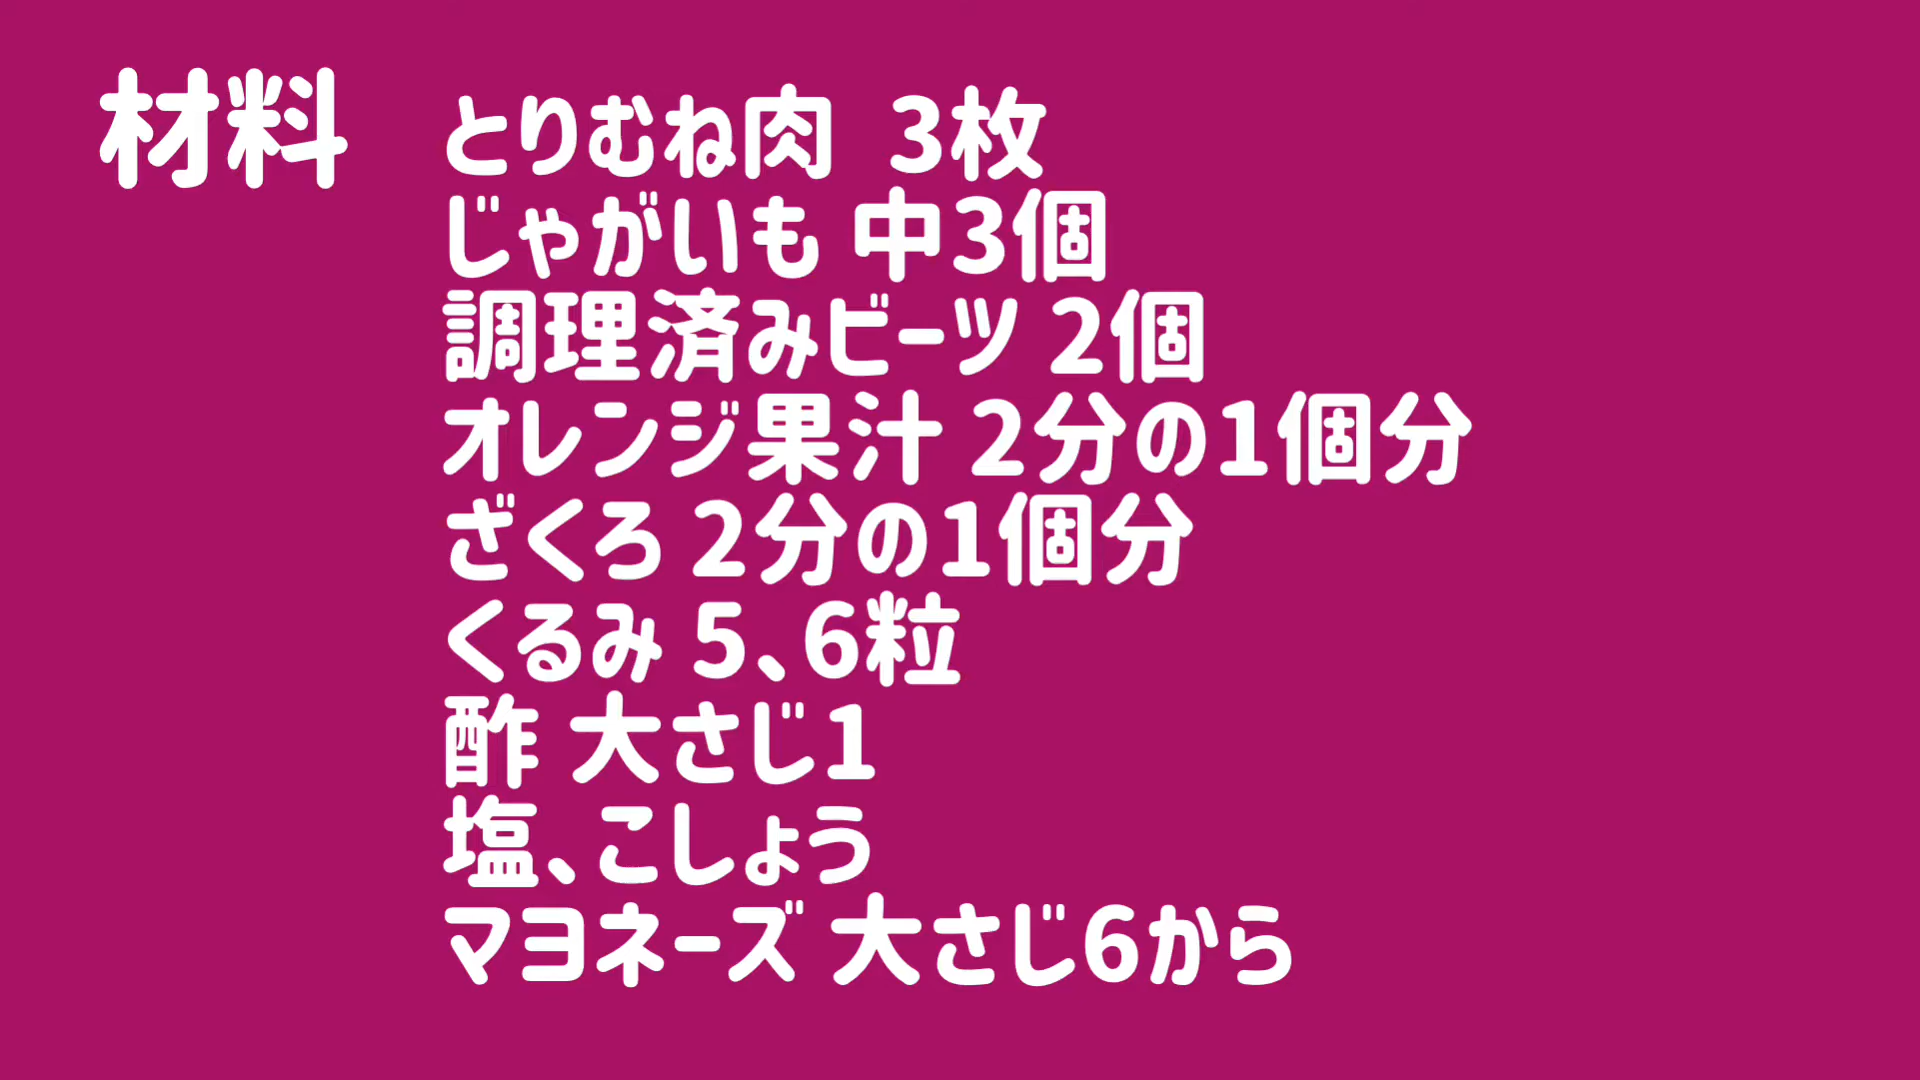 材料
とりむね肉 3枚
じゃがいも 中3個
調理済みビーツ 2個
オレンジ果汁 2分の1個分
ざくろ 2分の1個分
くるみ 5、6粒
酢 大さじ1
塩、こしょう
マヨネーズ 大さじ6から